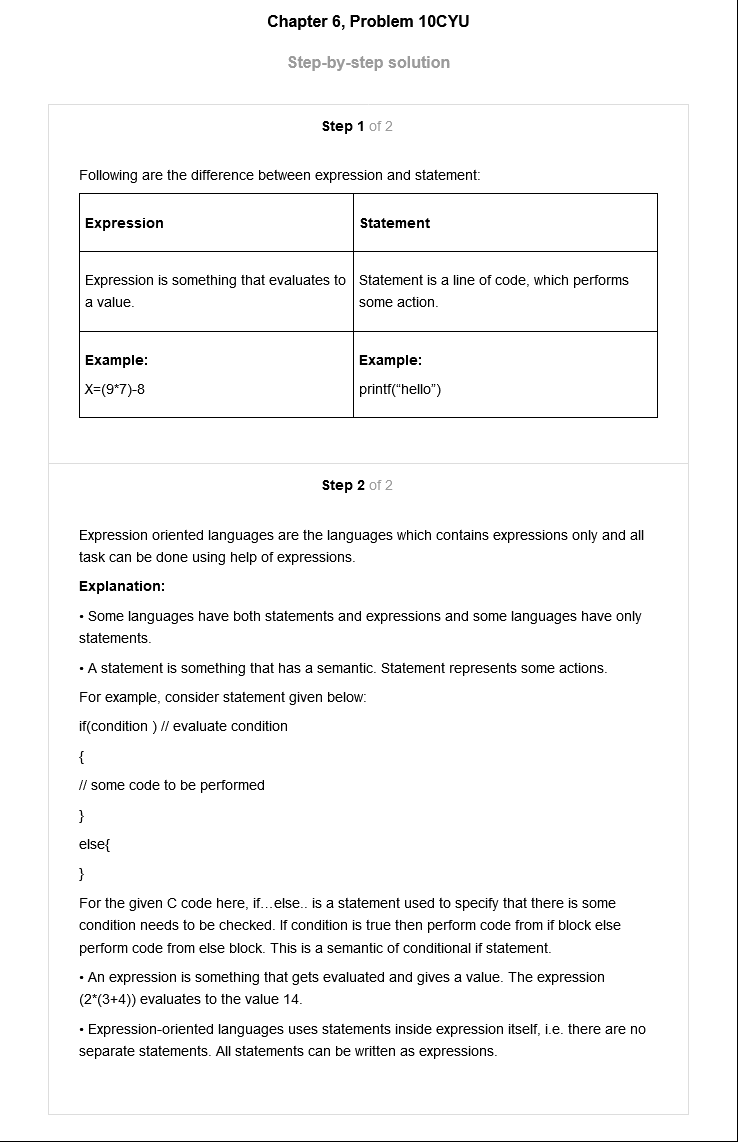 Chapter 6, Problem 10CYU
Step-by-step solution
Step 1 of 2
Following are the difference between expression and statement:
Expression
Statement
Expression is something that evaluates to
a value.
Statement is a line of code, which performs
some action.
Example:
X=(9*7)-8
Example:
printf(“hello”)
Step 2 of 2
Expression oriented languages are the languages which contains expressions only and all
task can be done using help of expressions.
Explanation:
• Some languages have both statements and expressions and some languages have only
statements.
• A statement is something that has a semantic. Statement represents some actions.
For example, consider statement given below:
if(condition ) // evaluate condition
{
// some code to be performed
}
else{
}
For the given C code here, if…else.. is a statement used to specify that there is some
condition needs to be checked. If condition is true then perform code from if block else
perform code from else block. This is a semantic of conditional if statement.
• An expression is something that gets evaluated and gives a value. The expression
(2*(3+4)) evaluates to the value 14.
• Expression-oriented languages uses statements inside expression itself, i.e. there are no
separate statements. All statements can be written as expressions.